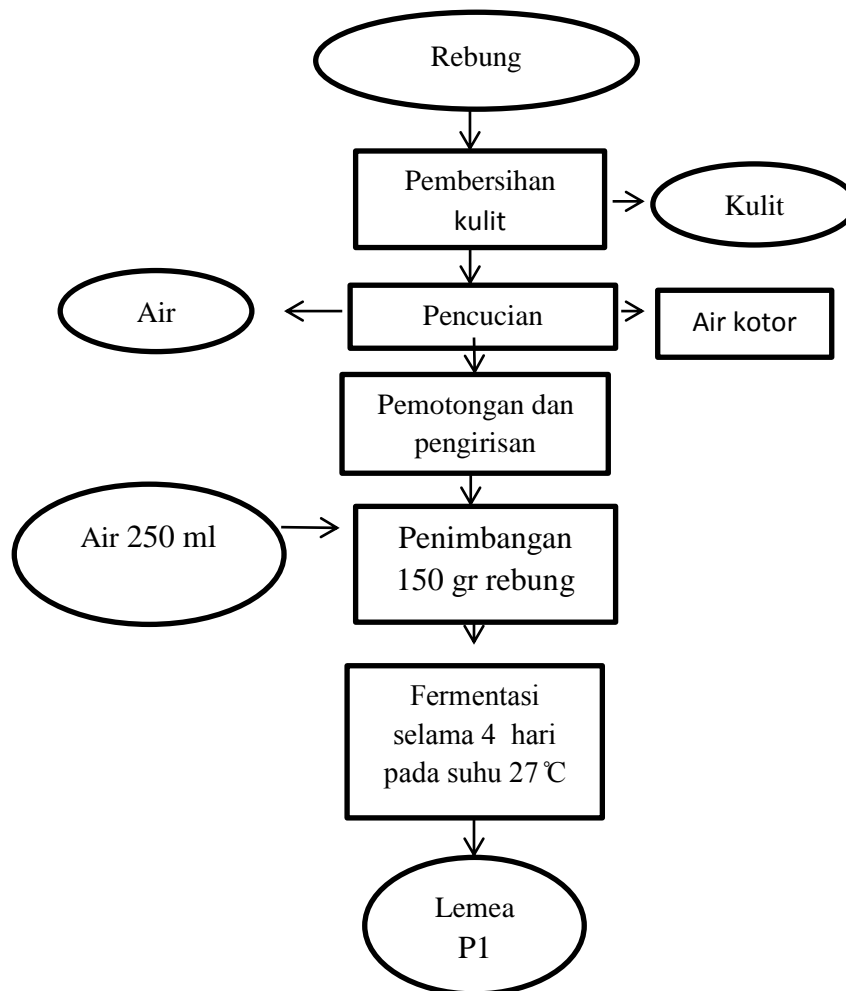 Rebung
Pembersihan
kulit
Kulit
Air
Pencucian
Air kotor
Pemotongan dan
pengirisan
Air 250 ml
Penimbangan
150 gr rebung
Fermentasi
selama 4 hari
pada suhu 27℃
Lemea
P1